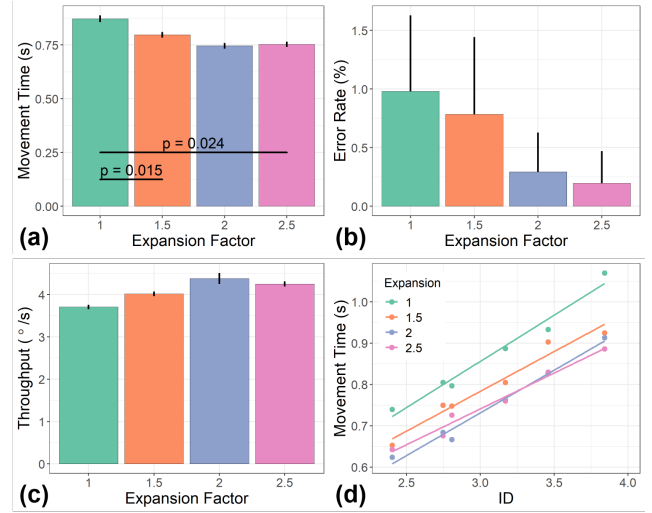 0.75
0.50
0.25
0.00
Movement Time (s)
p = 0.024
p = 0.015
1 1.5 2 2.5
(a) Expansion Factor
1.5
1.0
0.5
0.0
Error Rate (%)
1 1.5 2 2.5
(b) Expansion Factor
4
3
2
1
0
Throughput (°/s)
1 1.5 2 2.5
(c) Expansion Factor
Expansion
1
1.5
2
2.5
1.0
0.9
0.8
0.7
0.6
Movement Time (s)
2.5 3.0 3.5 4.0
(d) ID